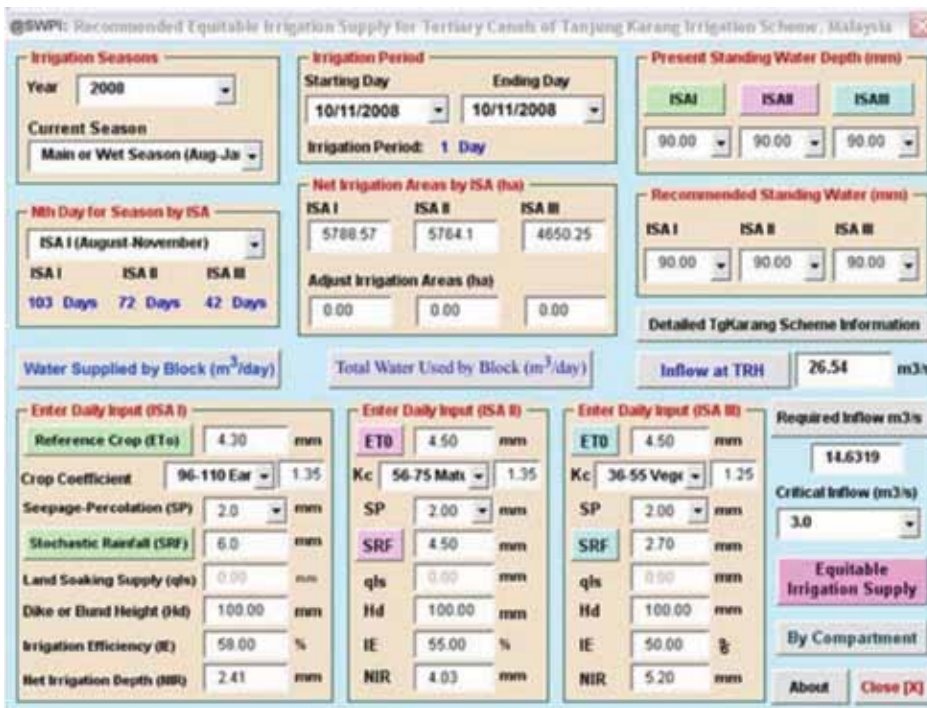 @SWPI: Recommended Equitable Irrigation Supply for Tertiary Canals of Tanjung Karang Irrigation Scheme, Malaysia
Irrigation Seasons
Year 2008
Current Season
Main or Wet Season (Aug-Jan
Irrigation Period
Starting Day Ending Day
10/11/2008 10/11/2008
Irrigation Period: 1 Day
Present Standing Water Depth (mm)
ISAI ISAII ISAIII
90.00 90.00 90.00
Nth Day for Season by ISA
ISA I (August-November)
ISA I ISA II ISA III
103 Days 72 Days 42 Days
Net Irrigation Areas by ISA (ha)
ISA I ISA II ISA III
5788.57 5764.1 4650.25
Adjust Irrigation Areas (ha)
0.00 0.00 0.00
Recommended Standing Water (mm)
ISA I ISA II ISA III
90.00 90.00 90.00
Detailed TgKarang Scheme Information
Water Supplied by Block (m³/day) Total Water Used by Block (m³/day) Inflow at TRH 26.54 m3/s
Enter Daily Input (ISA I)
Reference Crop (ETo) 4.30 mm
Crop Coefficient 96-110 Ear 1.35
Seepage-Percolation (SP) 2.0 mm
Stochastic Rainfall (SRF) 6.0 mm
Land Soaking Supply (qls) 0.00 mm
Dike or Bund Height (Hd) 100.00 mm
Irrigation Efficiency (IE) 58.00 %
Net Irrigation Depth (NIR) 2.41 mm
Enter Daily Input (ISA II)
ET0 4.50 mm
Kc 56-75 Matu 1.35
SP 2.00 mm
SRF 4.50 mm
qls 0.00 mm
Hd 100.00 mm
IE 55.00 %
NIR 4.03 mm
Enter Daily Input (ISA III)
ET0 4.50 mm
Kc 36-55 Vege 1.25
SP 2.00 mm
SRF 2.70 mm
qls 0.00 mm
Hd 100.00 mm
IE 50.00 %
NIR 5.20 mm
Required Inflow m3/s
14.6319
Critical Inflow (m3/s)
3.0
Equitable
Irrigation Supply
By Compartment
About Close [X]